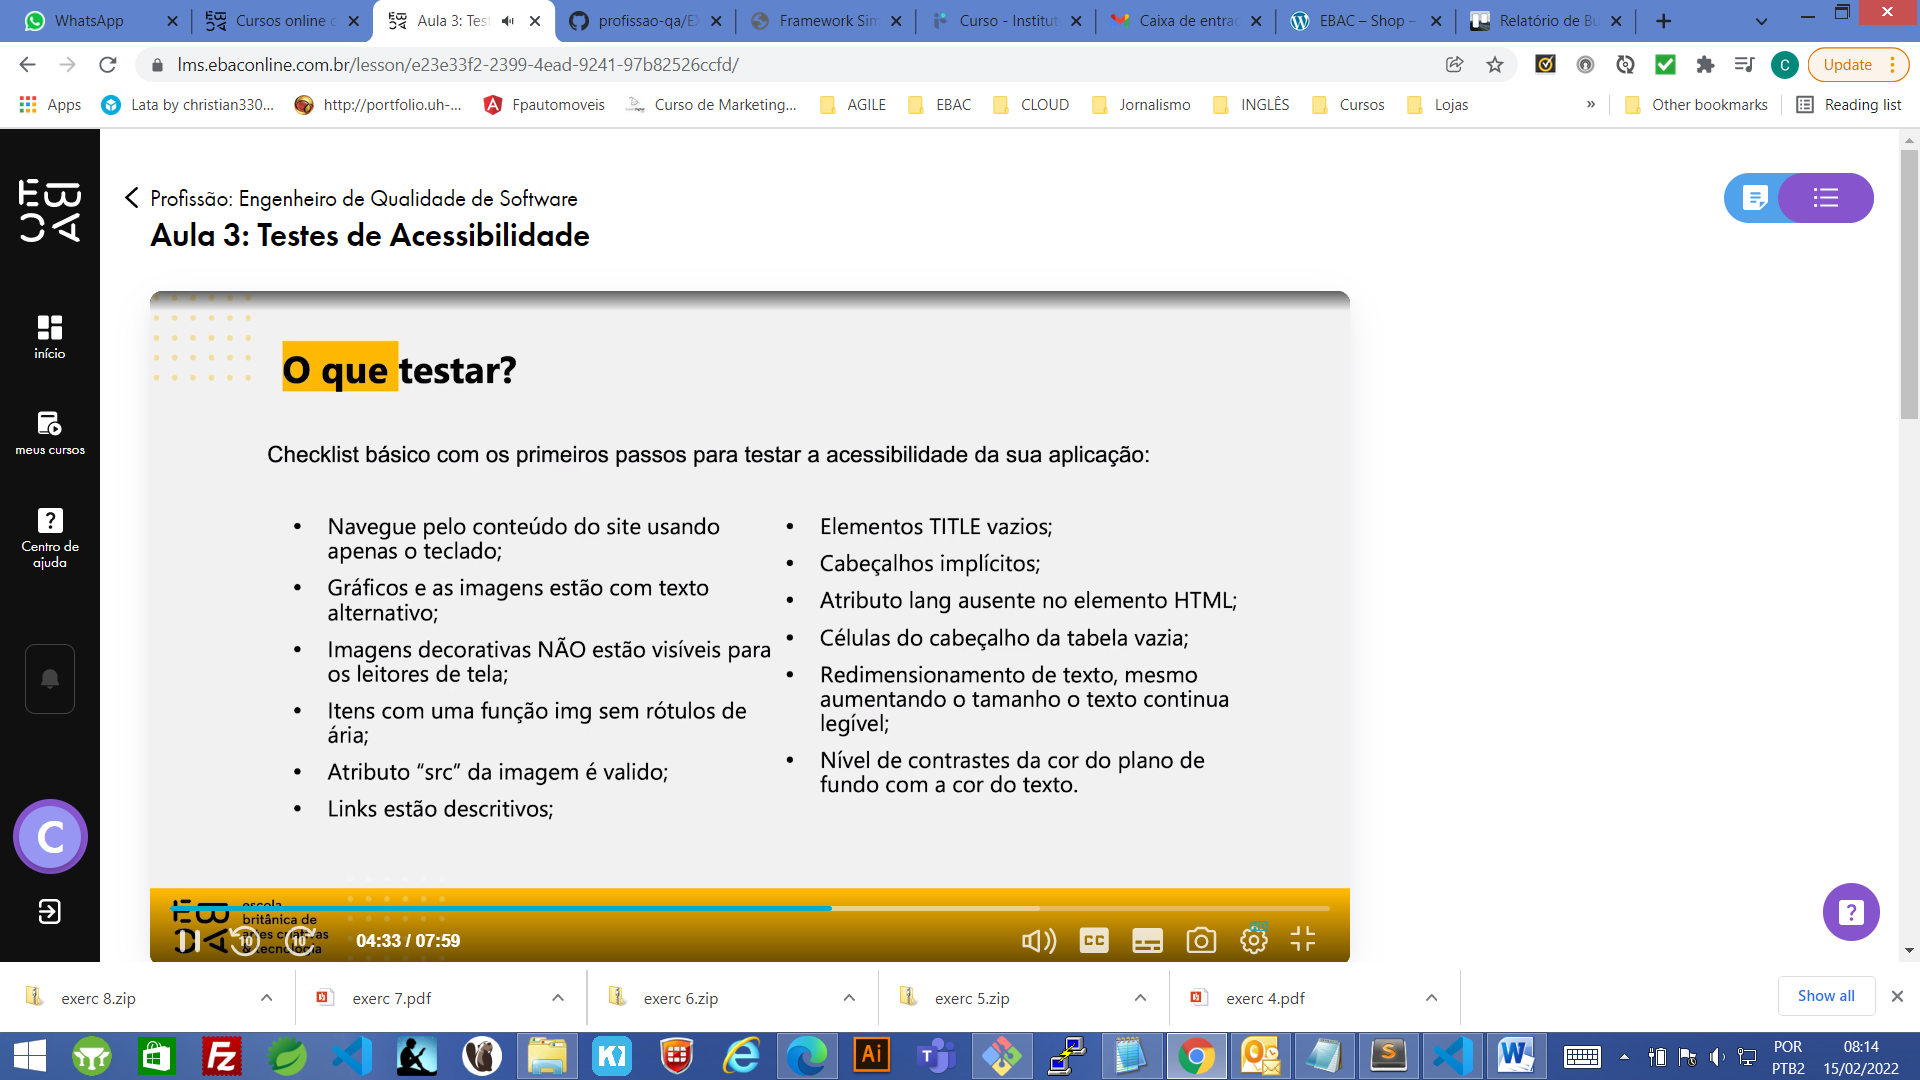 WhatsApp
Cursos online c
Aula 3: Test
profissao-qa/EX
Framework Sim
Curso - Institut
Caixa de entrad
EBAC – Shop –
Relatório de Bu
lms.ebaconline.com.br/lesson/e23e33f2-2399-4ead-9241-97b82526ccfd/
C
Update
Apps
Lata by christian330...
http://portfolio.uh-...
Fpautomoveis
Curso de Marketing...
AGILE
EBAC
CLOUD
Jornalismo
INGLÊS
Cursos
Lojas
»
Other bookmarks
Reading list
EBAC
Profissão: Engenheiro de Qualidade de Software
Aula 3: Testes de Acessibilidade
início
meus cursos
Centro de
ajuda
C
O que testar?
Checklist básico com os primeiros passos para testar a acessibilidade da sua aplicação:
• Navegue pelo conteúdo do site usando
apenas o teclado;
• Gráficos e as imagens estão com texto
alternativo;
• Imagens decorativas NÃO estão visíveis para
os leitores de tela;
• Itens com uma função img sem rótulos de
ária;
• Atributo “src” da imagem é valido;
• Links estão descritivos;
• Elementos TITLE vazios;
• Cabeçalhos implícitos;
• Atributo lang ausente no elemento HTML;
• Células do cabeçalho da tabela vazia;
• Redimensionamento de texto, mesmo
aumentando o tamanho o texto continua
legível;
• Nível de contrastes da cor do plano de
fundo com a cor do texto.
escola
britânica de
artes criativas
& tecnologia
10
10
04:33 / 07:59
CC
exerc 8.zip
exerc 7.pdf
exerc 6.zip
exerc 5.zip
exerc 4.pdf
Show all
Fz
K1
Ai
T
S
W
POR
PTB2
08:14
15/02/2022